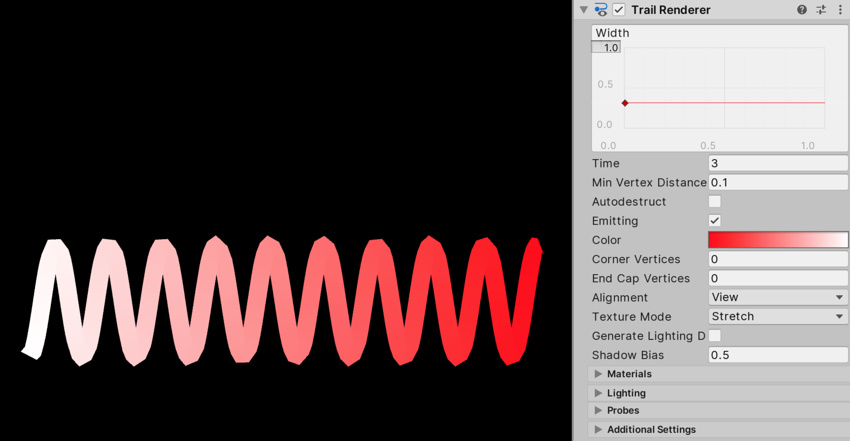 Trail Renderer
Width
1.0
0.5
0.0
0.0 0.5 1.0
Time 3
Min Vertex Distance 0.1
Autodestruct
Emitting
Color
Corner Vertices 0
End Cap Vertices 0
Alignment View
Texture Mode Stretch
Generate Lighting D
Shadow Bias 0.5
Materials
Lighting
Probes
Additional Settings